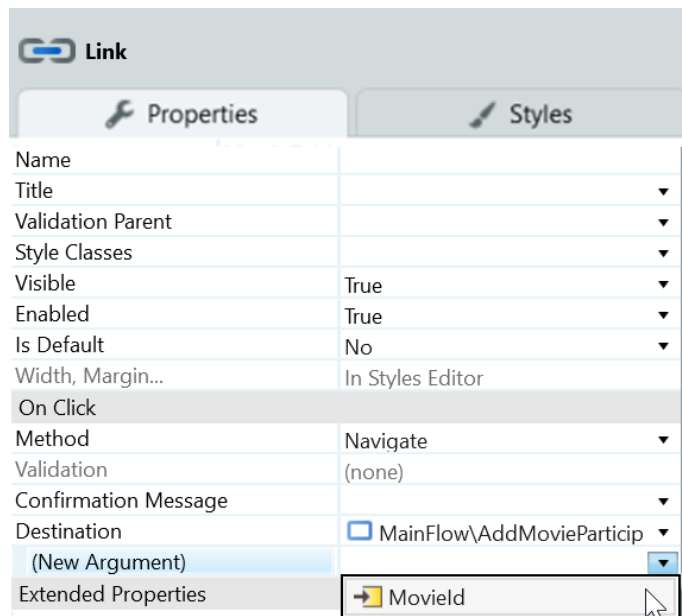 Link
Properties Styles
Name
Title
Validation Parent
Style Classes
Visible True
Enabled True
Is Default No
Width, Margin... In Styles Editor
On Click
Method Navigate
Validation (none)
Confirmation Message
Destination MainFlow\AddMovieParticip
(New Argument)
Extended Properties MovieId